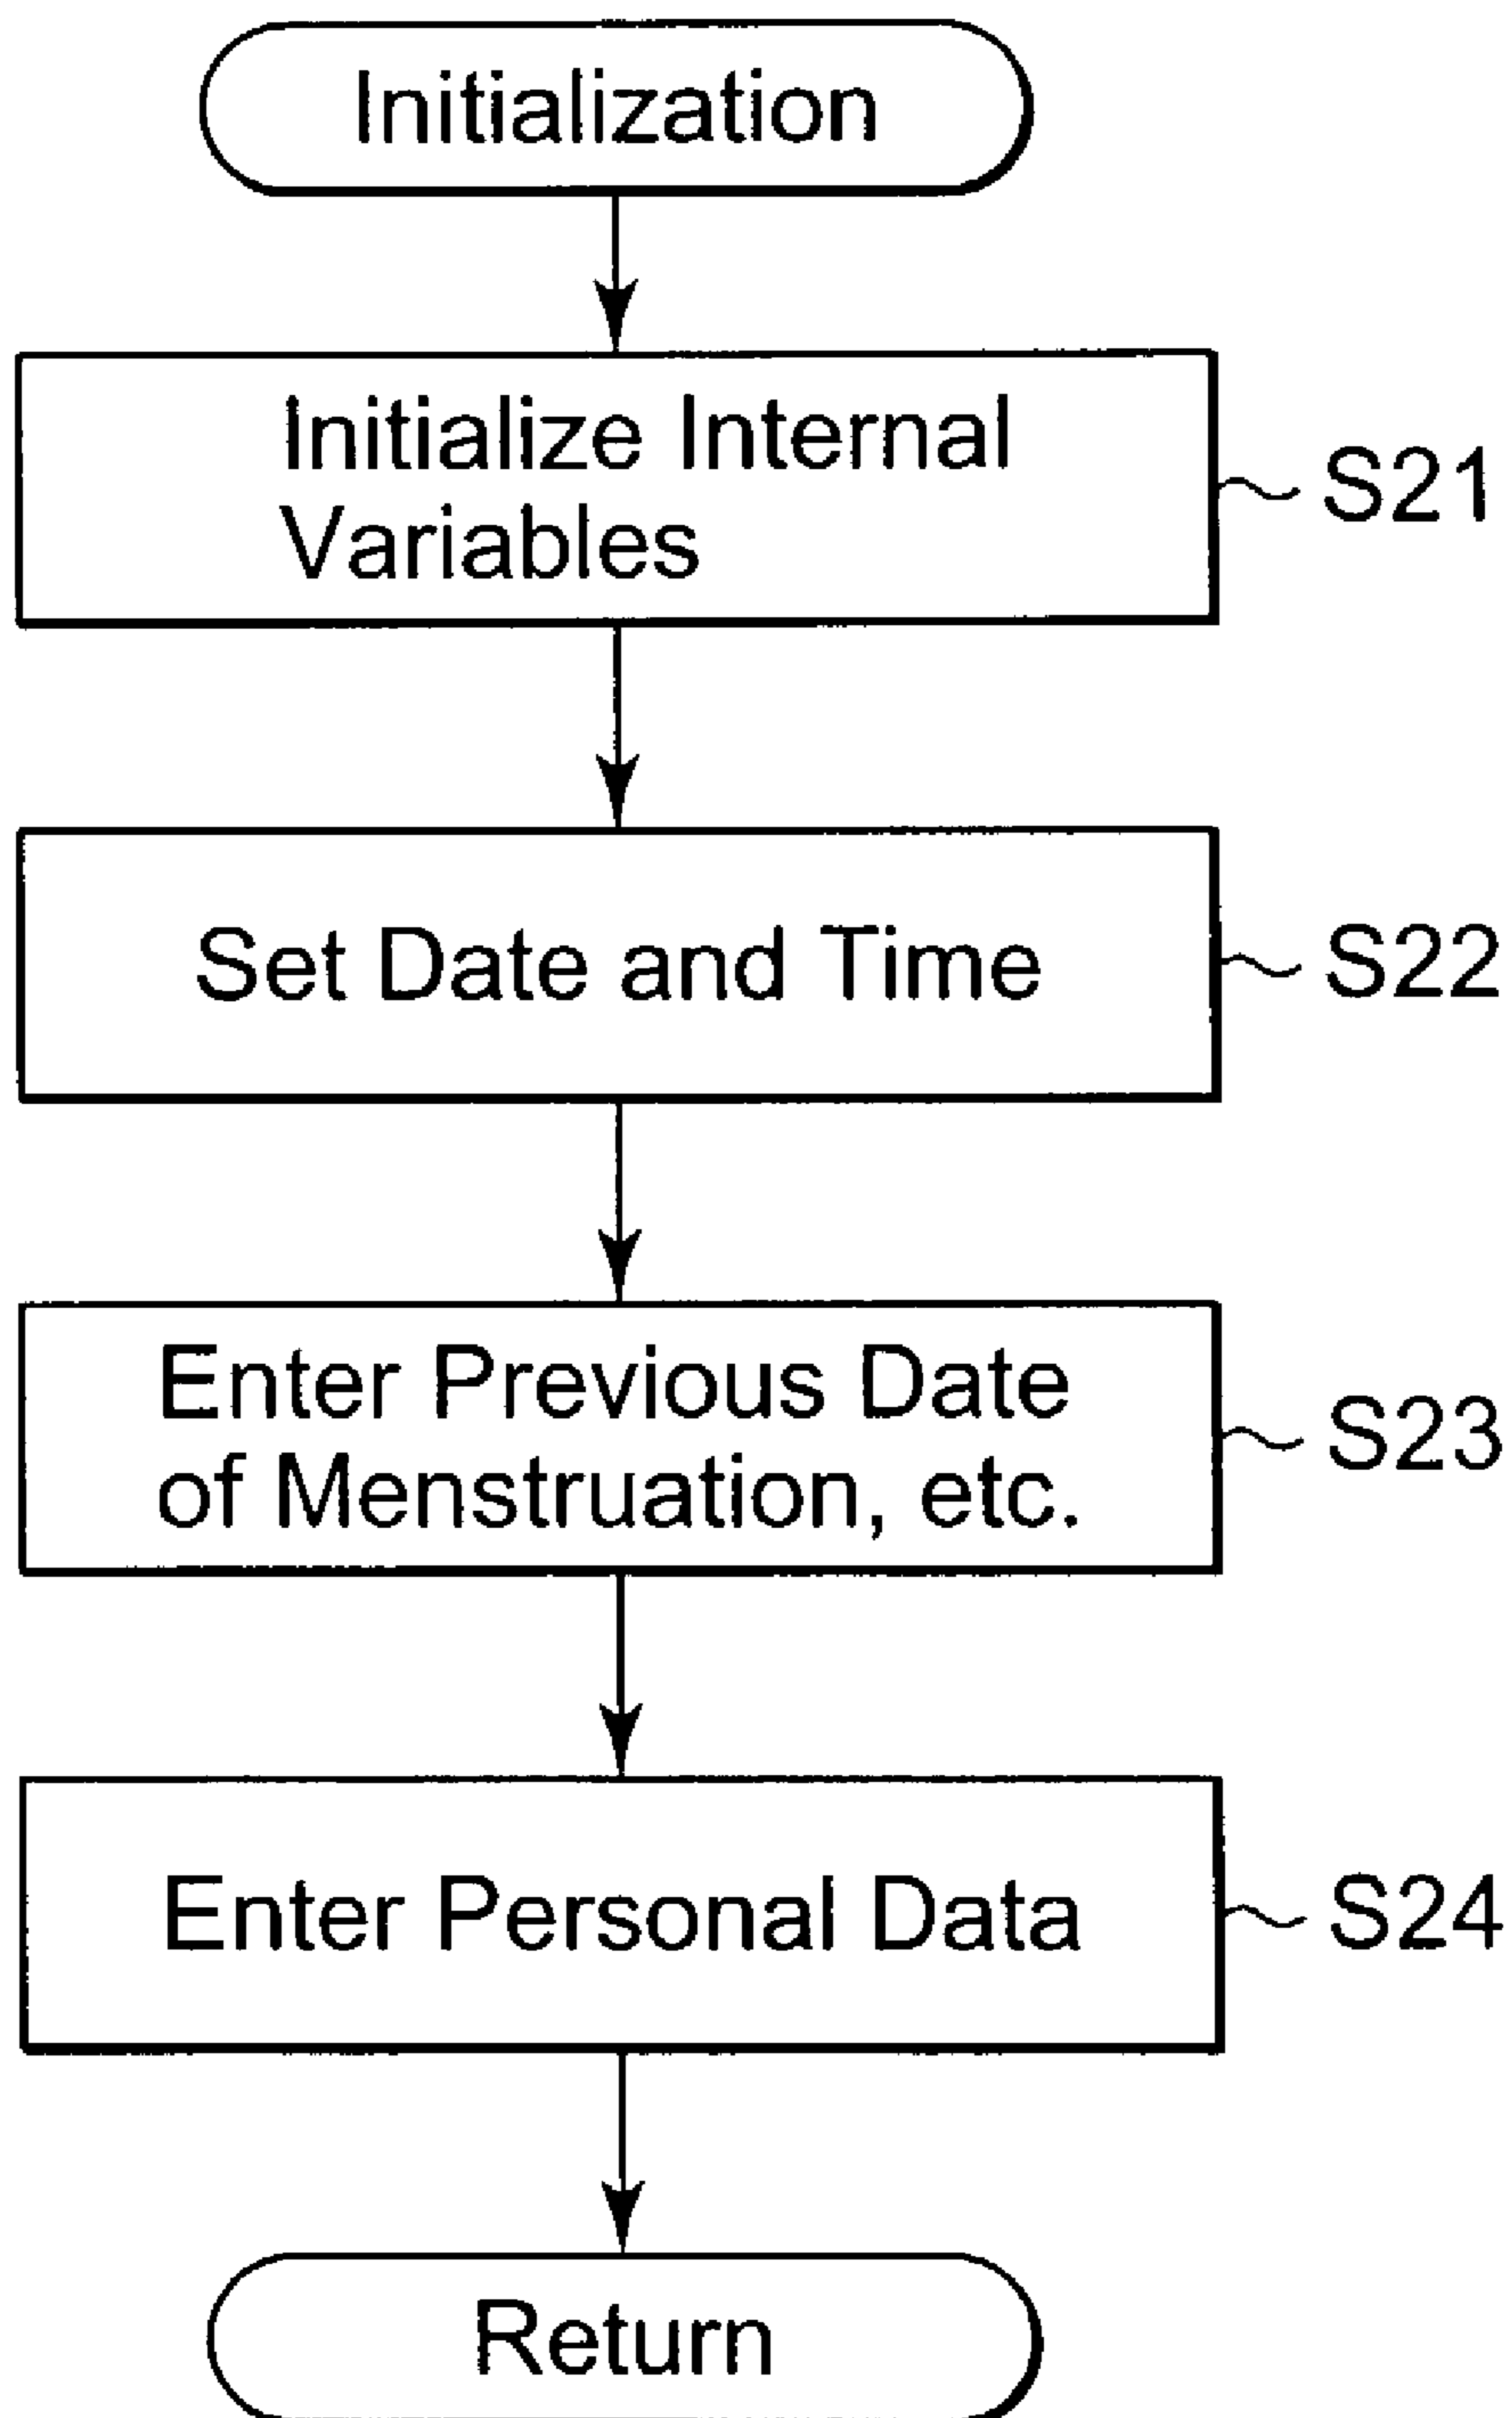 Initialization
Initialize Internal
Variables
S21
Set Date and Time
S22
Enter Previous Date
of Menstruation, etc.
S23
Enter Personal Data
S24
Return